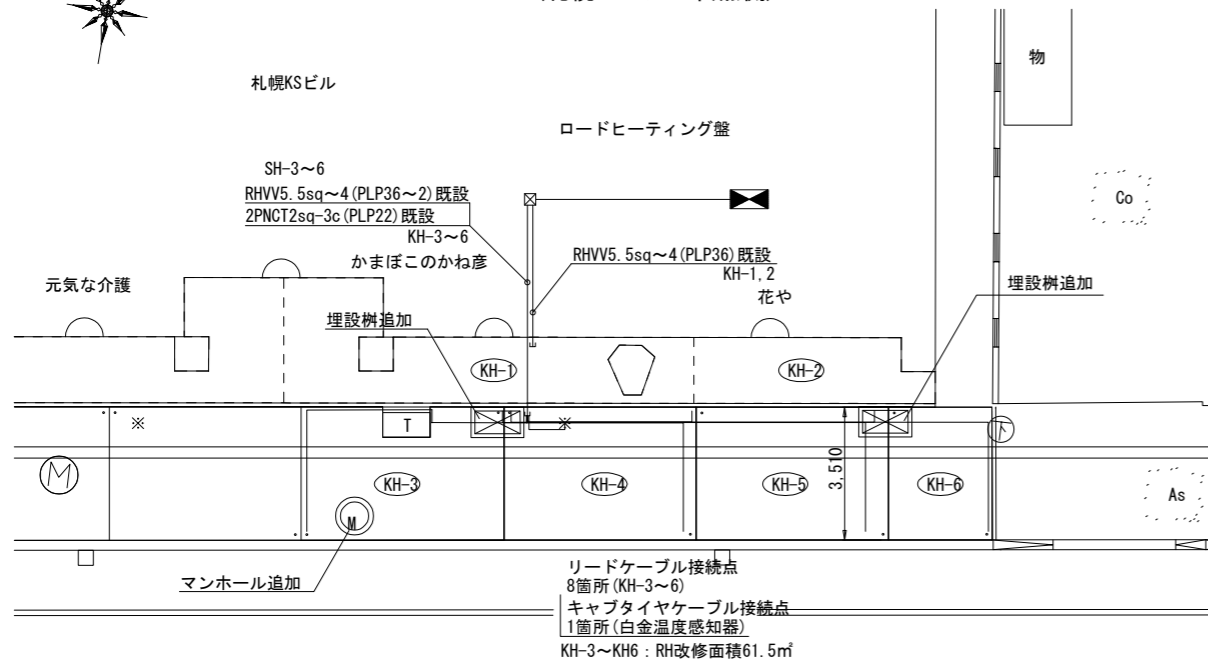 物
札幌KSビル
ロードヒーティング盤
Co
SH-3～6
RHVV5.5sq～4(PLP36～2)既設
2PNCT2sq-3c(PLP22)既設
KH-3～6
かまぼこのかね彦
RHVV5.5sq～4(PLP36)既設
KH-1,2
花や
元気な介護
埋設桝追加
埋設桝追加
KH-1
KH-2
※
T
※
M
KH-3
KH-4
KH-5
3,510
KH-6
As
M
マンホール追加
リードケーブル接続点
8箇所(KH-3～6)
キャブタイヤケーブル接続点
1箇所(白金温度感知器)
KH-3～KH6：RH改修面積61.5㎡